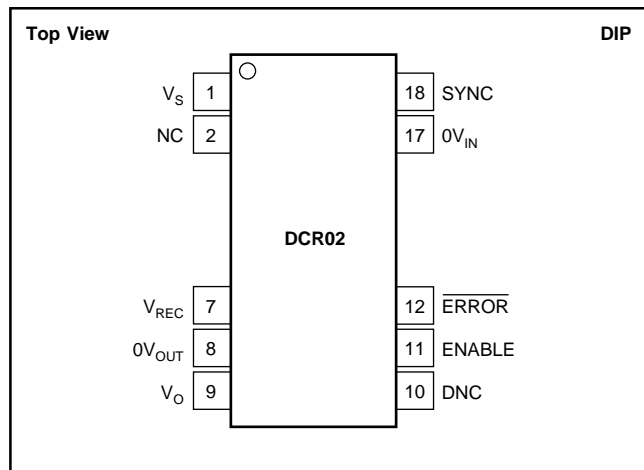 Top View DIP
V_S 1 18 SYNC
NC 2 17 0V_IN
DCR02
V_REC 7 12 E̅R̅R̅O̅R̅
0V_OUT 8 11 ENABLE
V_O 9 10 DNC